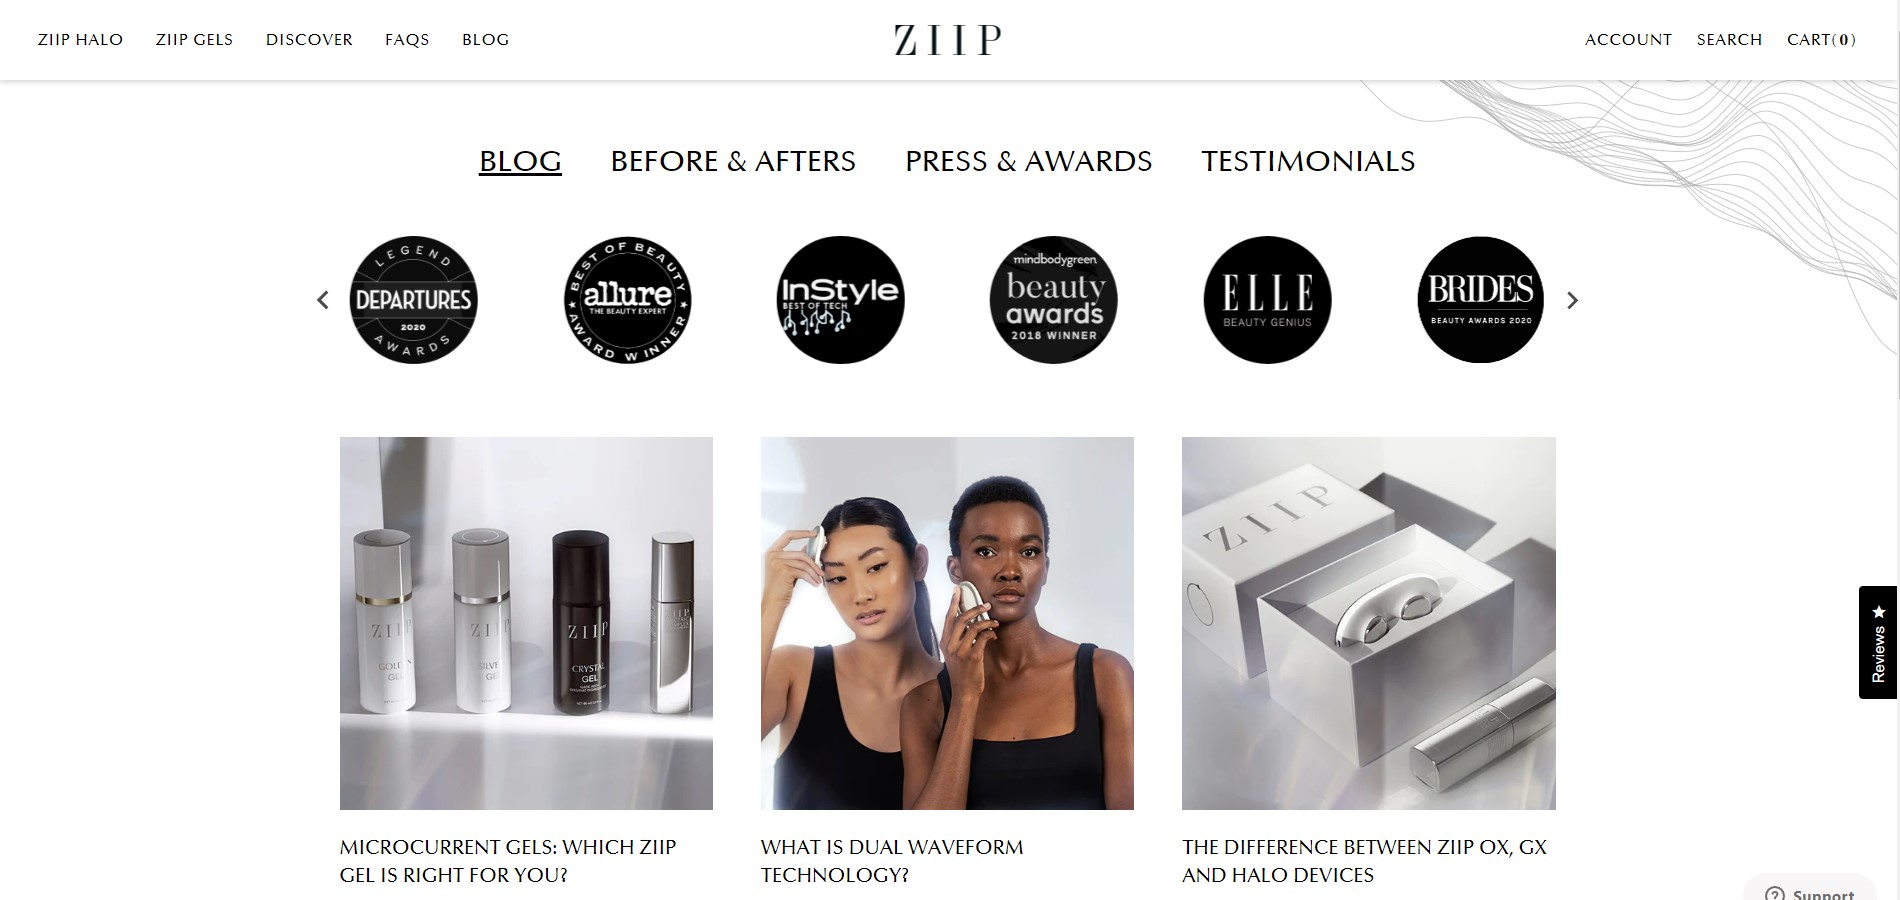 ZIIP HALO
ZIIP GELS
DISCOVER
FAQS
BLOG
ZIIP
ACCOUNT
SEARCH
CART(0)
BLOG
BEFORE & AFTERS
PRESS & AWARDS
TESTIMONIALS
LEGEND
DEPARTURES
2020
AWARDS
BEST OF BEAUTY
allure
THE BEAUTY EXPERT
AWARD WINNER
InStyle
BEST OF TECH
mindbodygreen
beauty
awards
2018 WINNER
ELLE
BEAUTY GENIUS
BRIDES
BEAUTY AWARDS 2020
ZIIP
GOLDEN
GEL
ZIIP
SILVER
GEL
ZIIP
CRYSTAL
GEL
ZIIP
MICROCURRENT GELS: WHICH ZIIP
GEL IS RIGHT FOR YOU?
WHAT IS DUAL WAVEFORM
TECHNOLOGY?
THE DIFFERENCE BETWEEN ZIIP OX, GX
AND HALO DEVICES
Reviews
Support